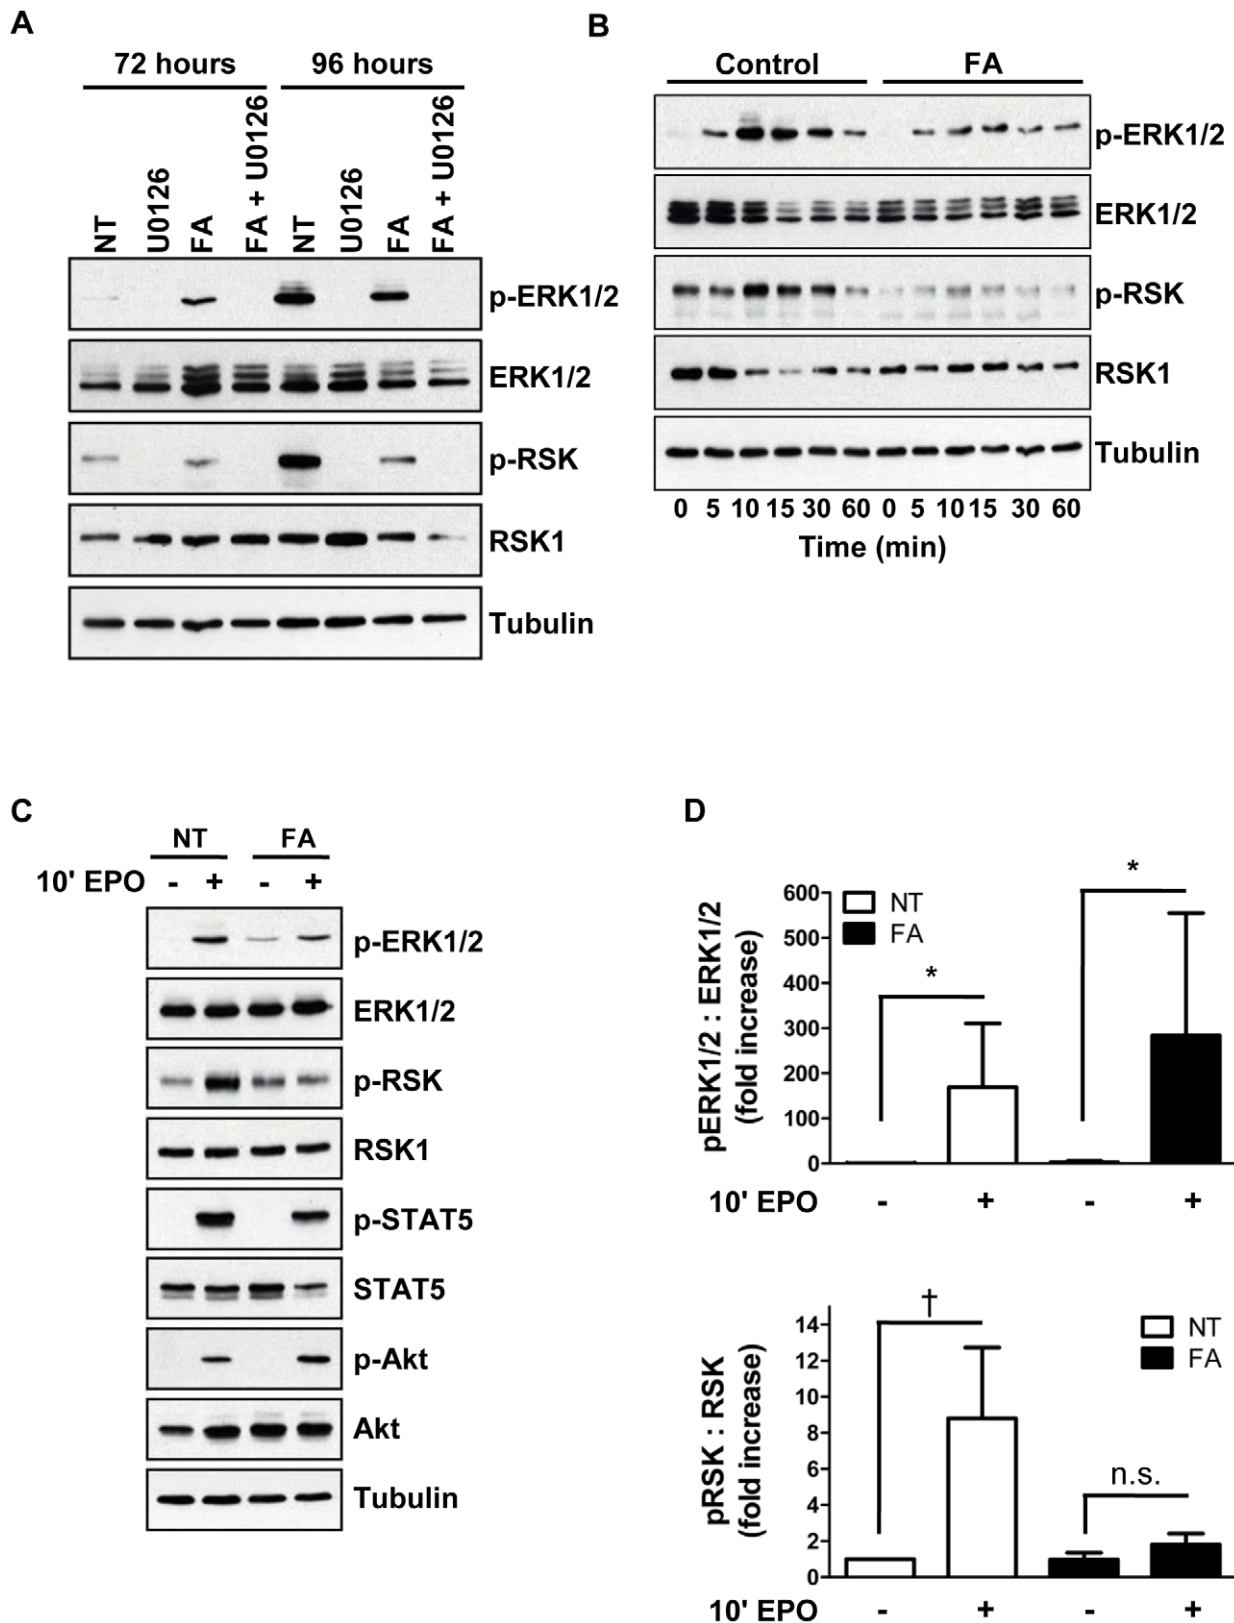 A
72 hours 96 hours
NT U0126 FA FA + U0126 NT U0126 FA FA + U0126
p-ERK1/2
ERK1/2
p-RSK
RSK1
Tubulin
B
Control FA
p-ERK1/2
ERK1/2
p-RSK
RSK1
Tubulin
0 5 10 15 30 60 0 5 10 15 30 60
Time (min)
C
NT FA
10' EPO - + - +
p-ERK1/2
ERK1/2
p-RSK
RSK1
p-STAT5
STAT5
p-Akt
Akt
Tubulin
D
pERK1/2 : ERK1/2
(fold increase)
600
500
400
300
200
100
0
NT
FA
*
*
10' EPO - + - +
pRSK : RSK
(fold increase)
14
12
10
8
6
4
2
0
†
n.s.
NT
FA
10' EPO - + - +